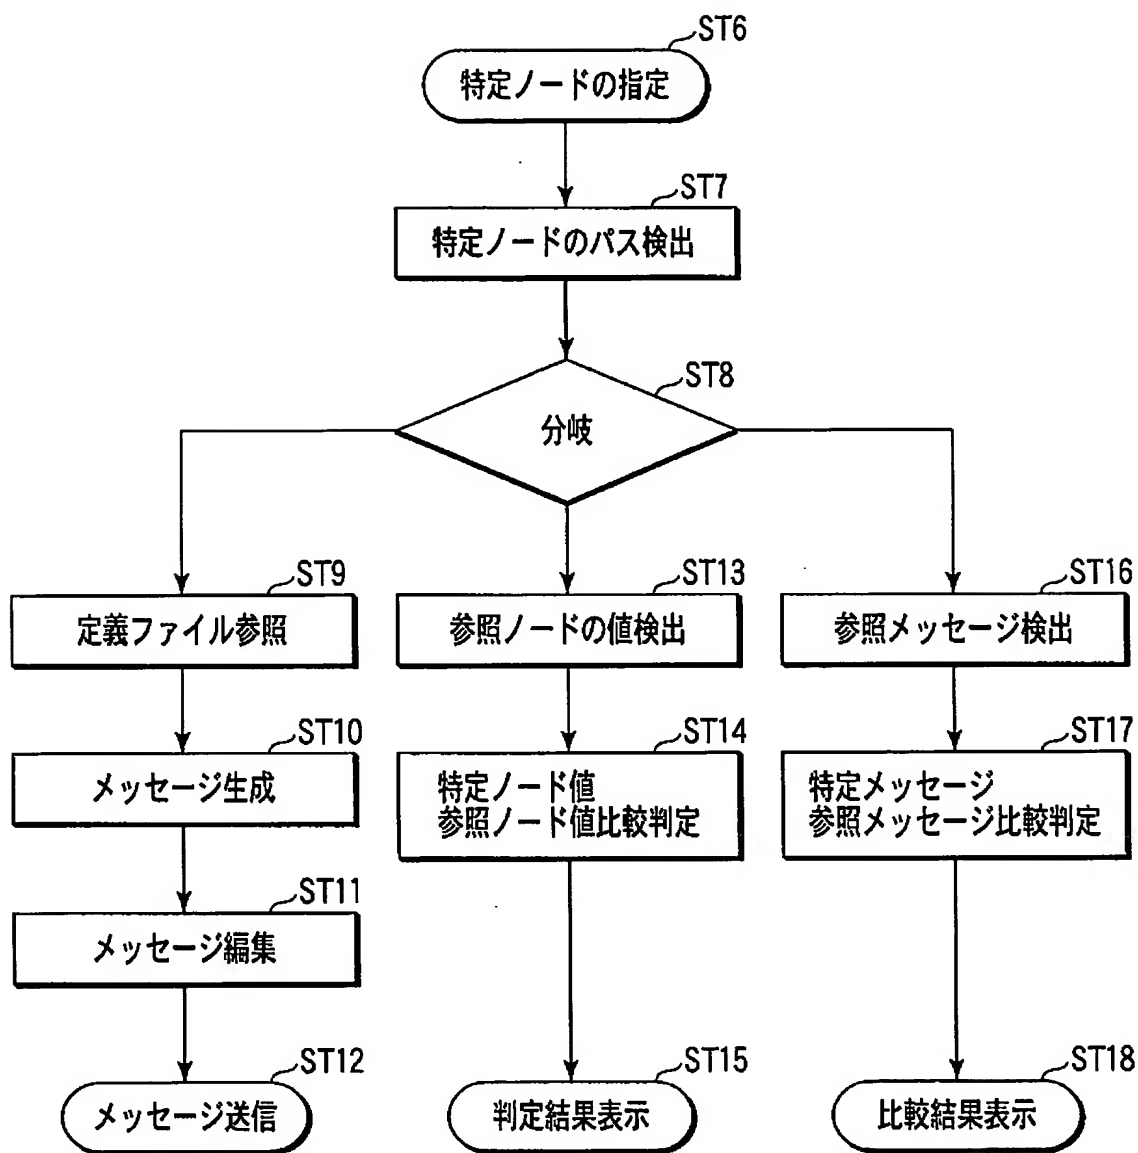 ST6
特定ノードの指定
ST7
特定ノードのパス検出
ST8
分岐
ST9
定義ファイル参照
ST10
メッセージ生成
ST11
メッセージ編集
ST12
メッセージ送信
ST13
参照ノードの値検出
ST14
特定ノード値
参照ノード値比較判定
ST15
判定結果表示
ST16
参照メッセージ検出
ST17
特定メッセージ
参照メッセージ比較判定
ST18
比較結果表示